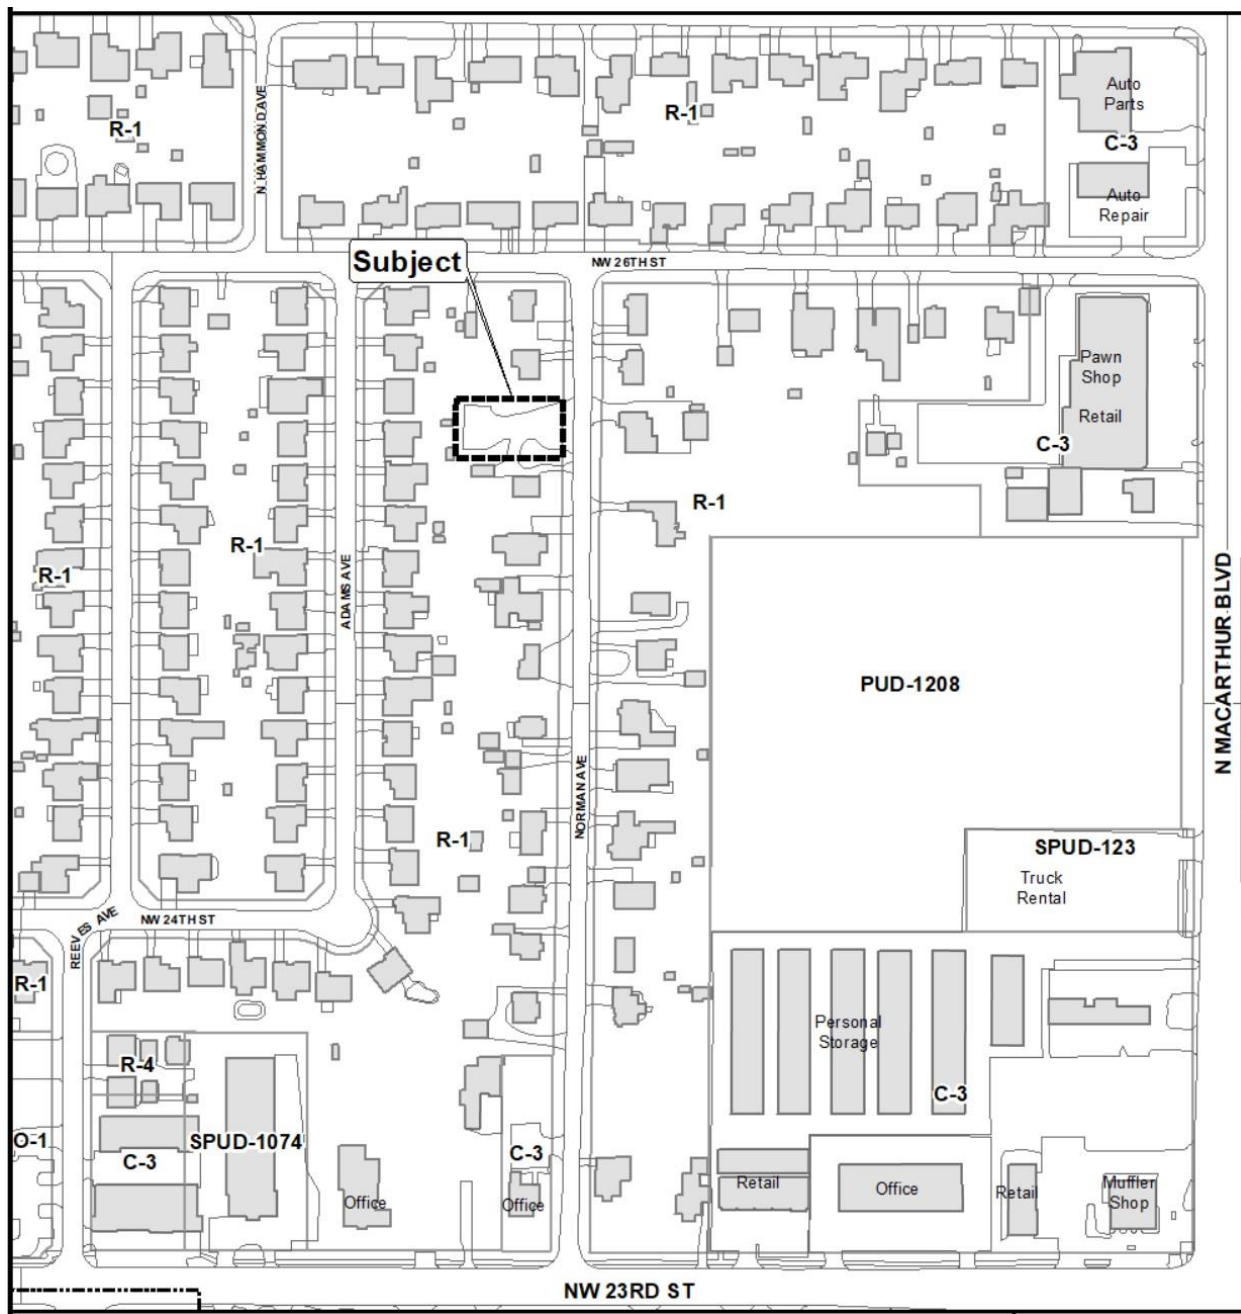 Auto
Parts
R-1
R-1
C-3
N HAMMOND AVE
Auto
Repair
Subject
NW 26TH ST
Pawn
Shop
Retail
C-3
R-1
R-1
R-1
ADAMS AVE
N MACARTHUR BLVD
PUD-1208
NORMAN AVE
R-1
SPUD-123
Truck
Rental
NW 24TH ST
REEVES AVE
R-1
Personal
Storage
R-4
C-3
O-1
SPUD-1074
C-3
C-3
Office
Office
Retail
Office
Retail
Muffler
Shop
NW 23RD ST